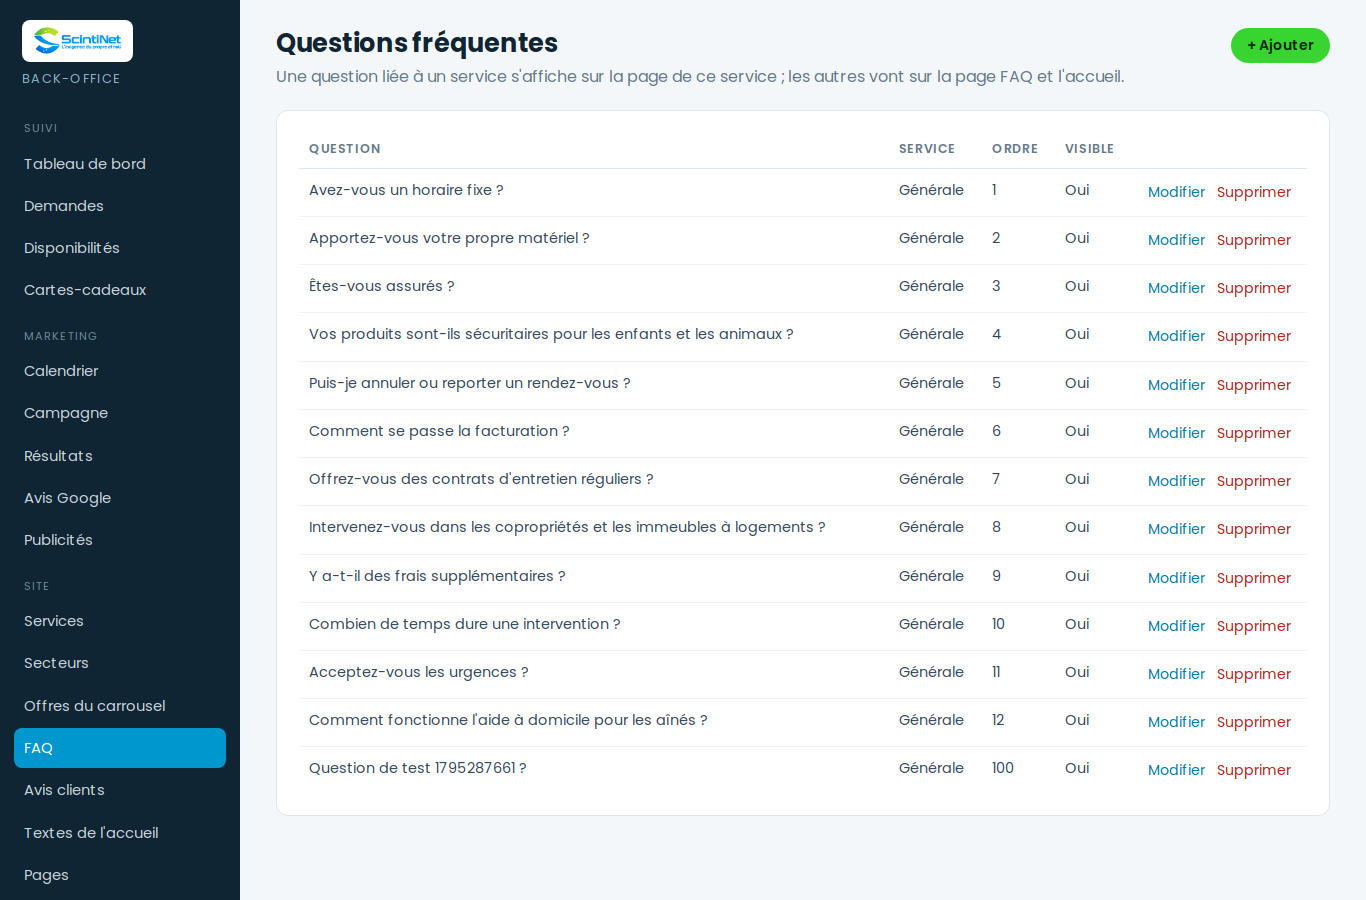 ScintiNet
L'exigence du propre et net
BACK-OFFICE
SUIVI
Tableau de bord
Demandes
Disponibilités
Cartes-cadeaux
MARKETING
Calendrier
Campagne
Résultats
Avis Google
Publicités
SITE
Services
Secteurs
Offres du carrousel
FAQ
Avis clients
Textes de l'accueil
Pages
Questions fréquentes
+ Ajouter
Une question liée à un service s'affiche sur la page de ce service ; les autres vont sur la page FAQ et l'accueil.
QUESTION SERVICE ORDRE VISIBLE
Avez-vous un horaire fixe ? Générale 1 Oui Modifier Supprimer
Apportez-vous votre propre matériel ? Générale 2 Oui Modifier Supprimer
Êtes-vous assurés ? Générale 3 Oui Modifier Supprimer
Vos produits sont-ils sécuritaires pour les enfants et les animaux ? Générale 4 Oui Modifier Supprimer
Puis-je annuler ou reporter un rendez-vous ? Générale 5 Oui Modifier Supprimer
Comment se passe la facturation ? Générale 6 Oui Modifier Supprimer
Offrez-vous des contrats d'entretien réguliers ? Générale 7 Oui Modifier Supprimer
Intervenez-vous dans les copropriétés et les immeubles à logements ? Générale 8 Oui Modifier Supprimer
Y a-t-il des frais supplémentaires ? Générale 9 Oui Modifier Supprimer
Combien de temps dure une intervention ? Générale 10 Oui Modifier Supprimer
Acceptez-vous les urgences ? Générale 11 Oui Modifier Supprimer
Comment fonctionne l'aide à domicile pour les aînés ? Générale 12 Oui Modifier Supprimer
Question de test 1795287661 ? Générale 100 Oui Modifier Supprimer